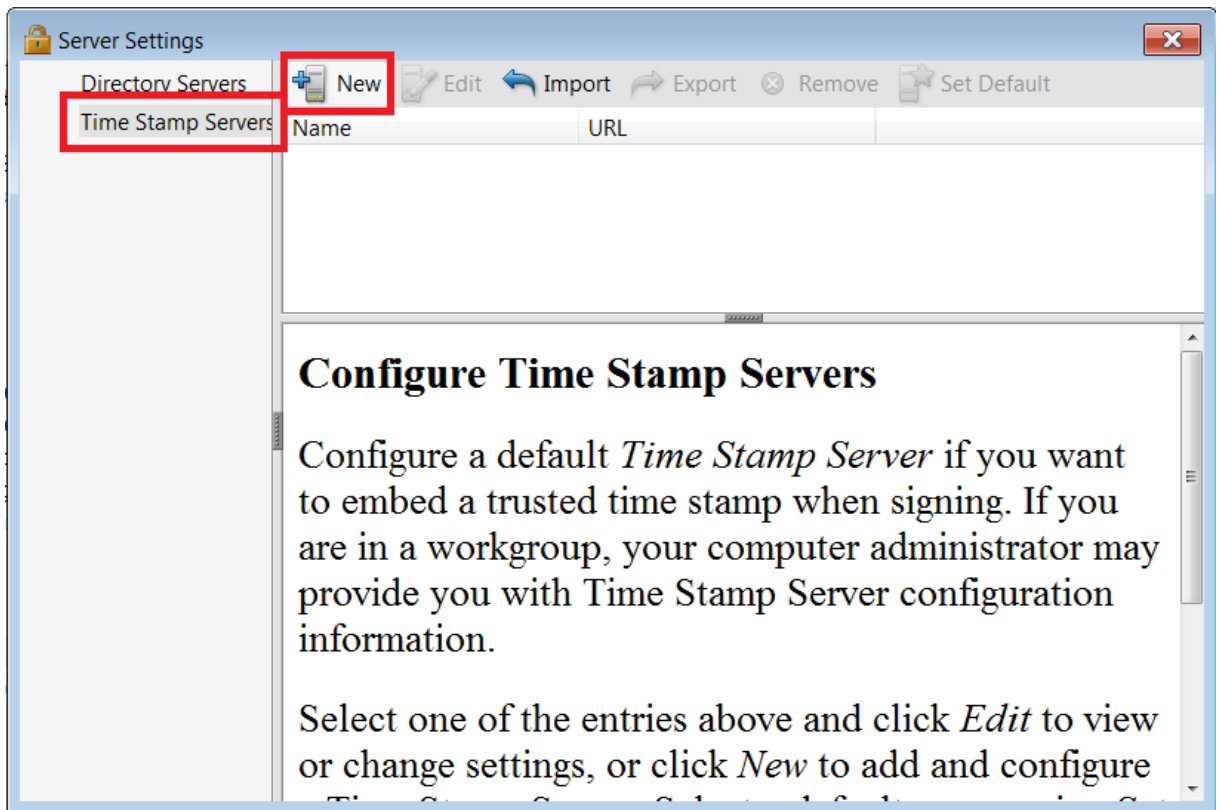 Server Settings
Directory Servers
New Edit Import Export Remove Set Default
Time Stamp Servers
Name URL
Configure Time Stamp Servers
Configure a default Time Stamp Server if you want
to embed a trusted time stamp when signing. If you
are in a workgroup, your computer administrator may
provide you with Time Stamp Server configuration
information.
Select one of the entries above and click Edit to view
or change settings, or click New to add and configure